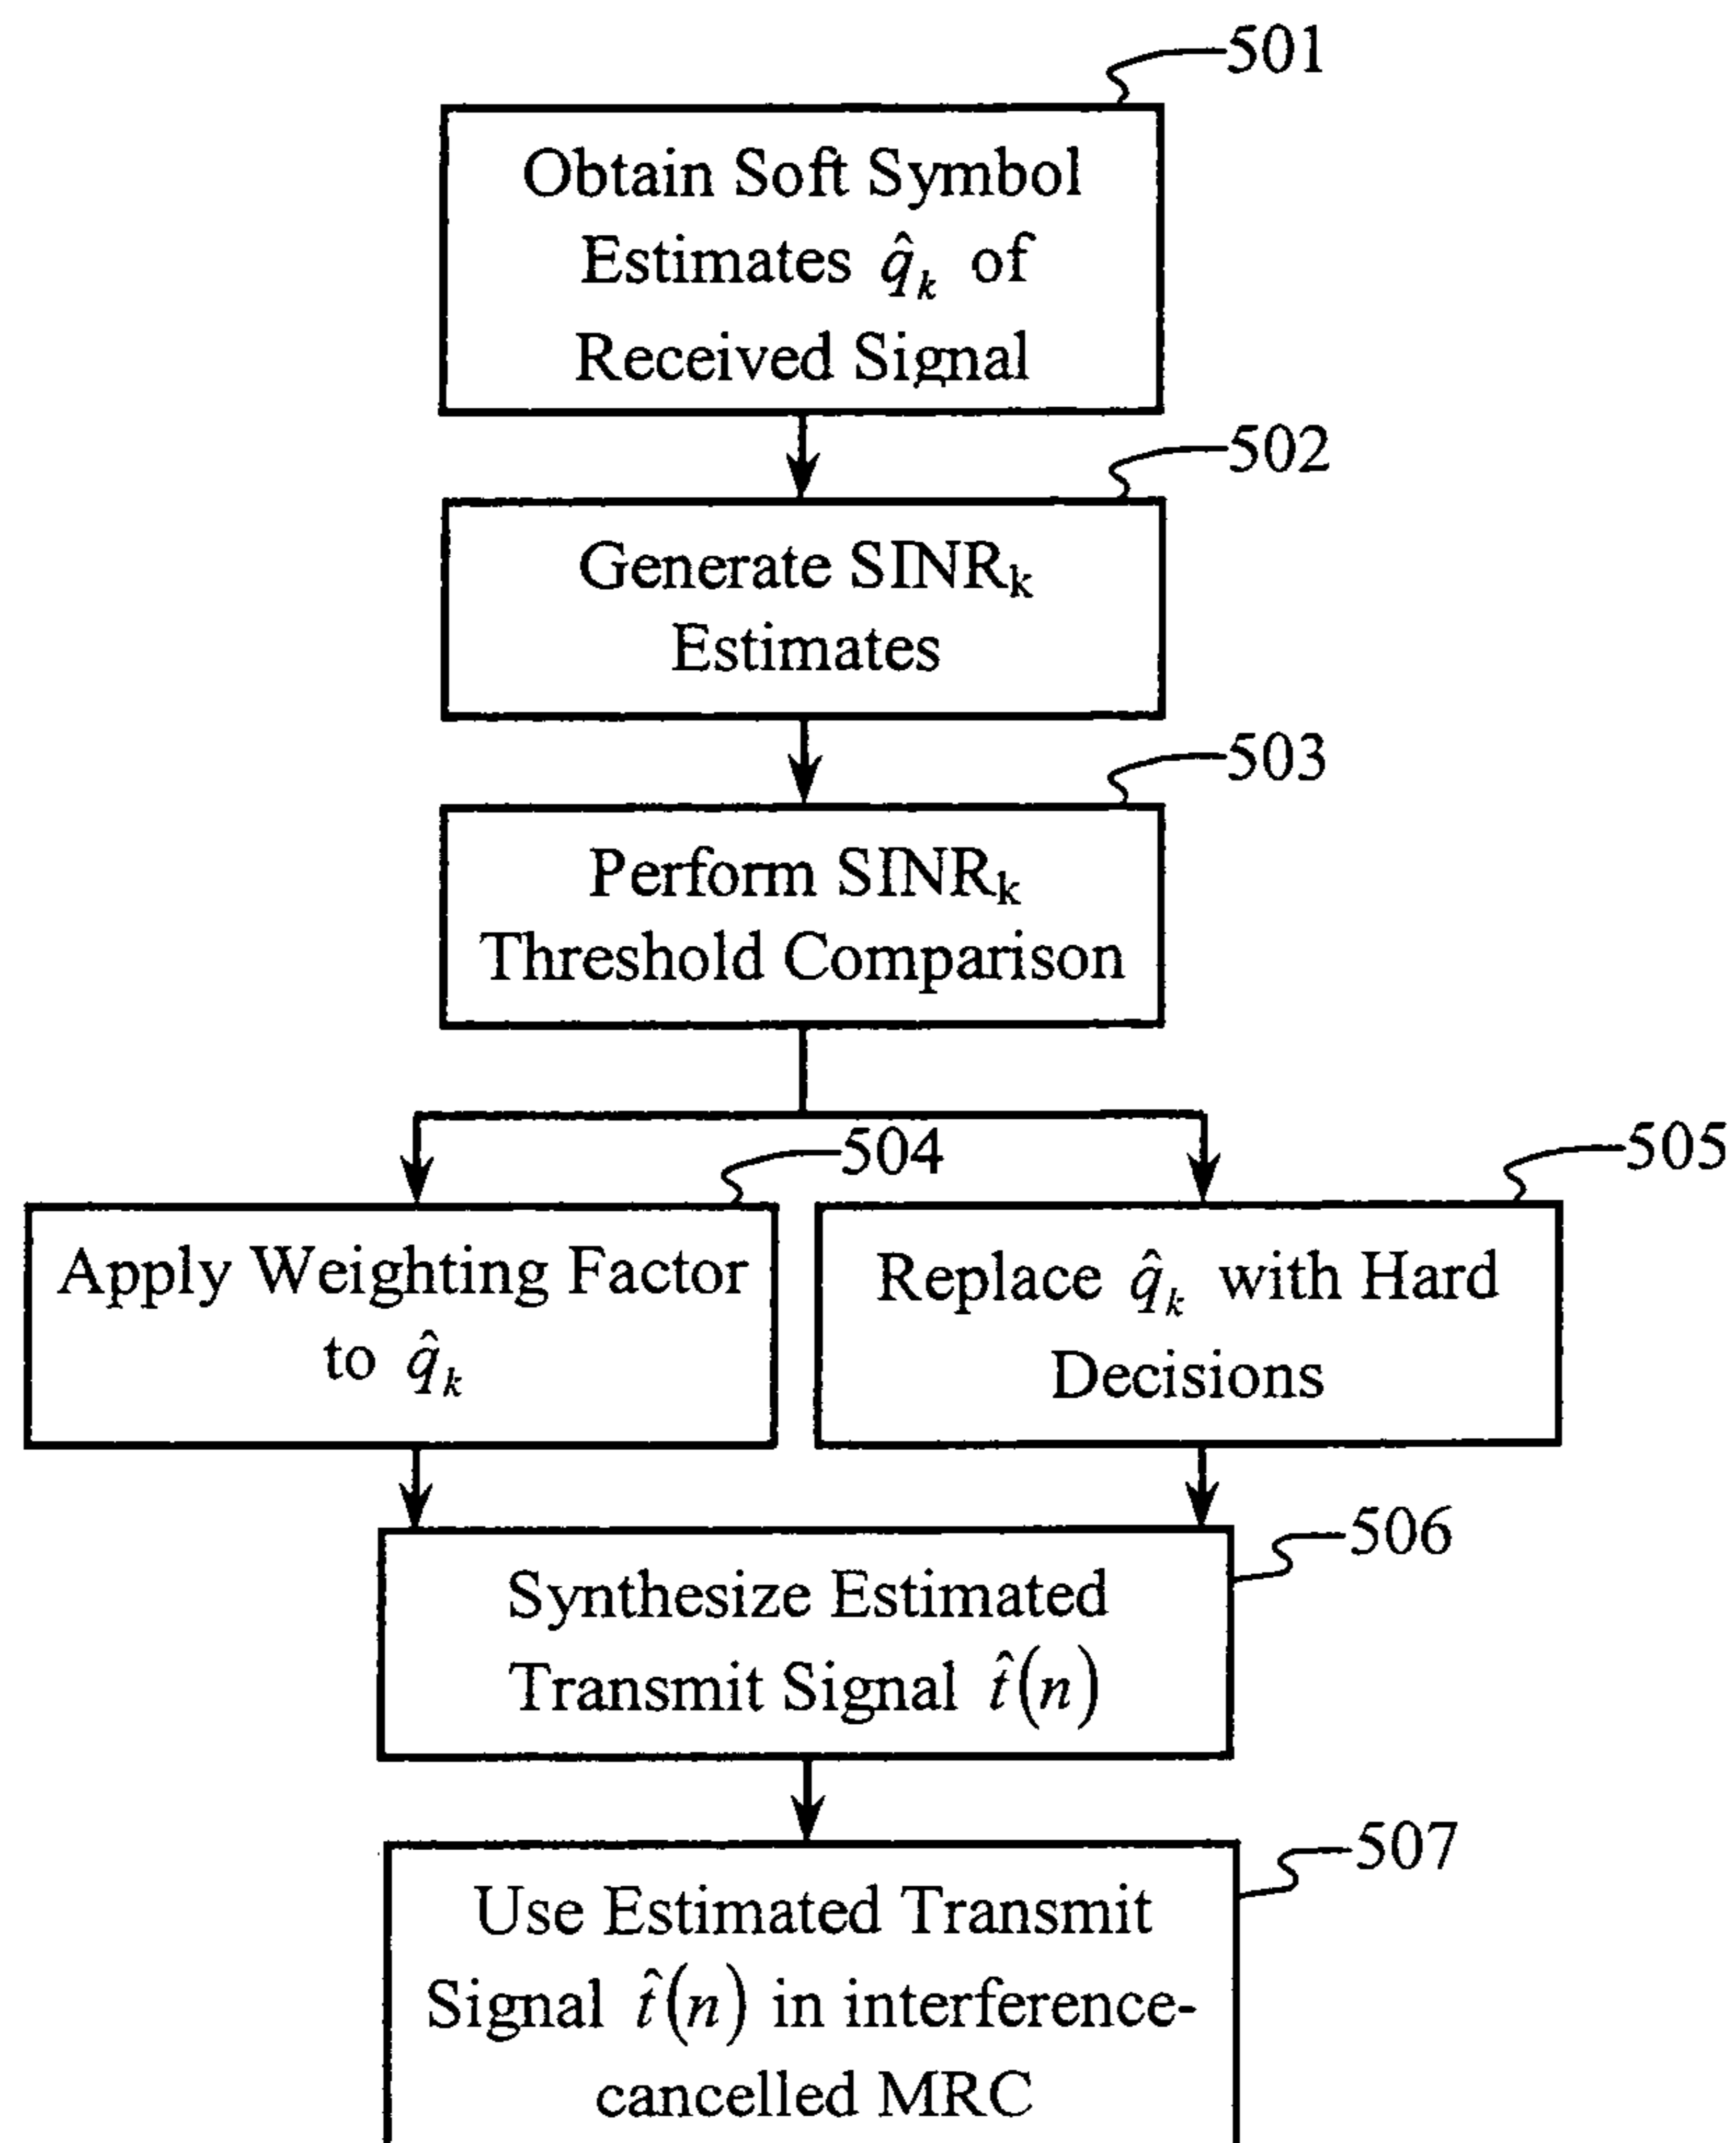 501
Obtain Soft Symbol
Estimates q̂ₖ of
Received Signal
502
Generate SINRₖ
Estimates
503
Perform SINRₖ
Threshold Comparison
504
Apply Weighting Factor
to q̂ₖ
505
Replace q̂ₖ with Hard
Decisions
506
Synthesize Estimated
Transmit Signal t̂(n)
507
Use Estimated Transmit
Signal t̂(n) in interference-
cancelled MRC